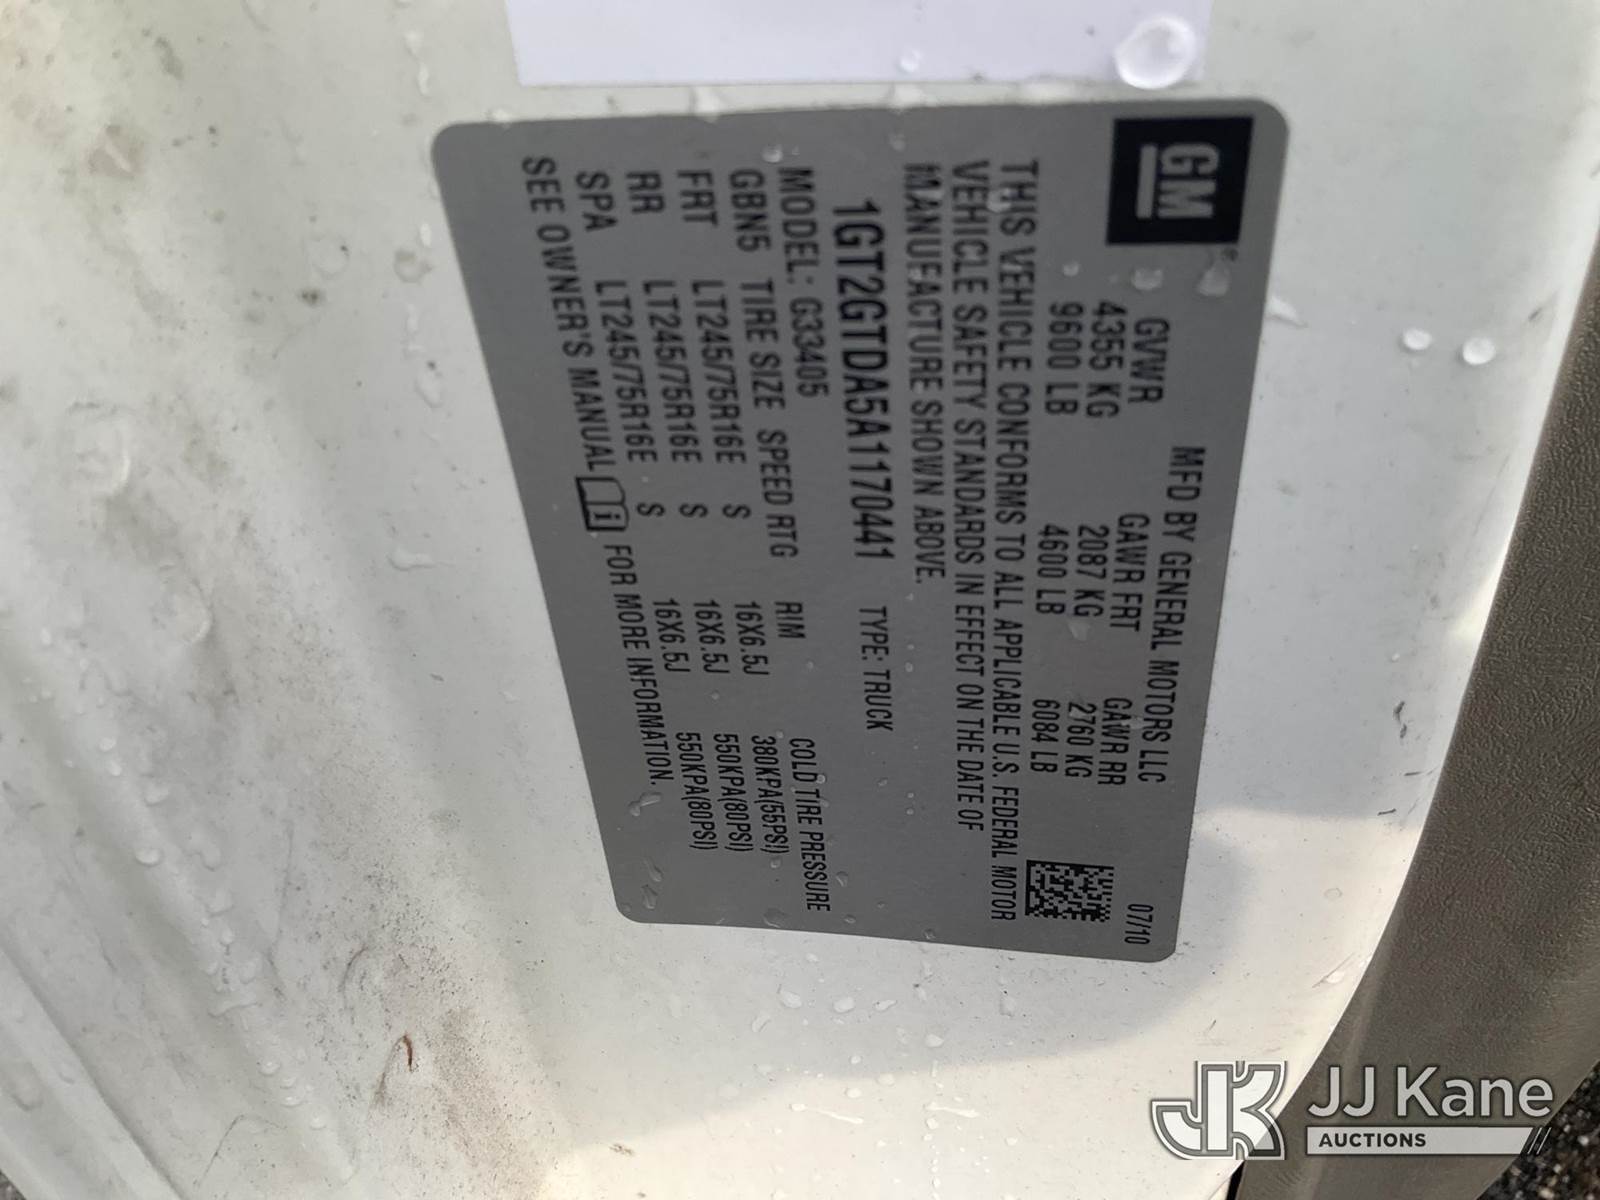 GM®
MFD BY GENERAL MOTORS LLC 07/10
GVWR GAWR FRT GAWR RR
4355 KG 2087 KG 2760 KG
9600 LB 4600 LB 6084 LB
THIS VEHICLE CONFORMS TO ALL APPLICABLE U.S. FEDERAL MOTOR
VEHICLE SAFETY STANDARDS IN EFFECT ON THE DATE OF
MANUFACTURE SHOWN ABOVE.
1GT2GTDA5A1170441 TYPE: TRUCK
MODEL: G33405
GBN5 TIRE SIZE SPEED RTG RIM COLD TIRE PRESSURE
FRT LT245/75R16E S 16X6.5J 380KPA(55PSI)
RR LT245/75R16E S 16X6.5J 550KPA(80PSI)
SPA LT245/75R16E S 16X6.5J 550KPA(80PSI)
SEE OWNER'S MANUAL i FOR MORE INFORMATION.
JK JJ Kane
AUCTIONS